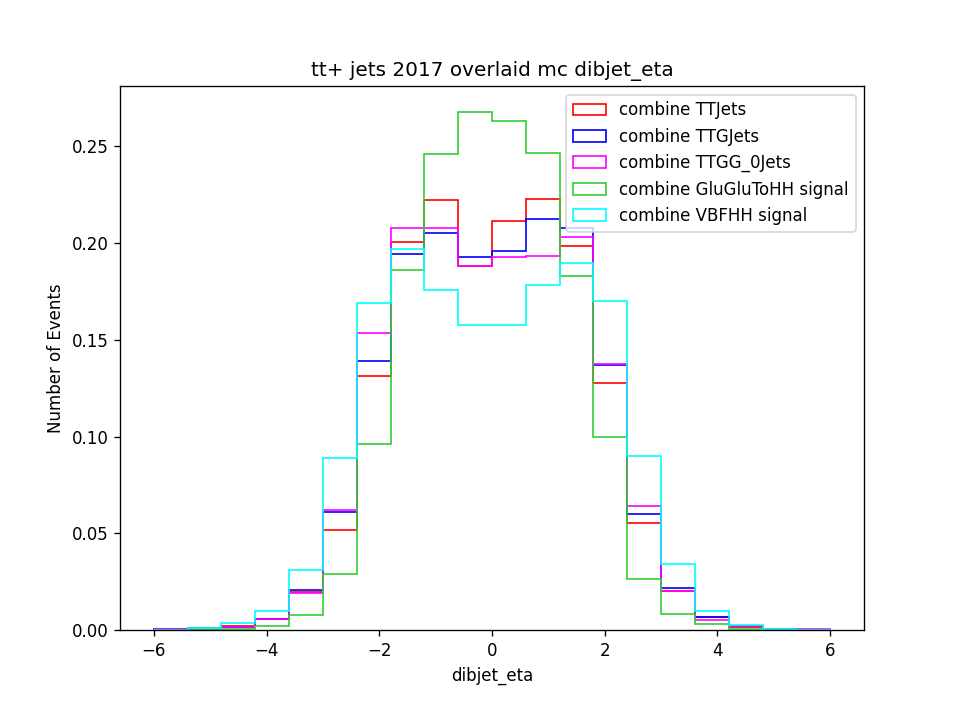 tt+ jets 2017 overlaid mc dibjet_eta
combine TTJets
combine TTGJets
combine TTGG_0Jets
combine GluGluToHH signal
combine VBFHH signal
Number of Events
0.25
0.20
0.15
0.10
0.05
0.00
−6 −4 −2 0 2 4 6
dibjet_eta